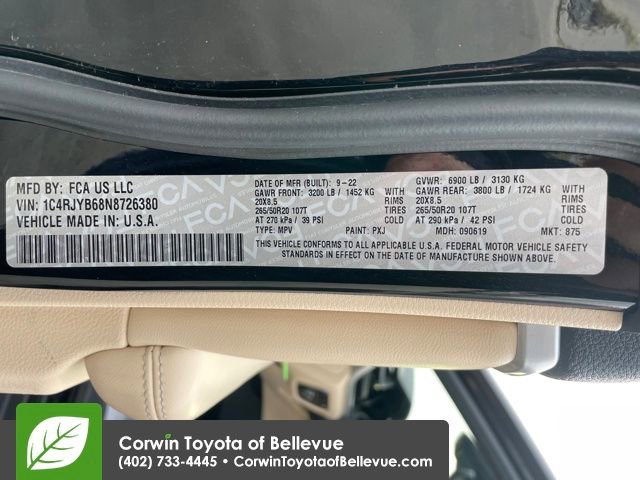 MFD BY: FCA US LLC
VIN: 1C4RJYB68N8726380
VEHICLE MADE IN: U.S.A.
DATE OF MFR (BUILT): 9-22 GVWR: 6900 LB / 3130 KG
GAWR FRONT: 3200 LB / 1452 KG GAWR REAR: 3800 LB / 1724 KG
20X8.5 RIMS 20X8.5 RIMS
265/50R20 107T TIRES 265/50R20 107T TIRES
AT 270 kPa / 39 PSI COLD AT 290 kPa / 42 PSI COLD
TYPE: MPV PAINT: PXJ MDH: 090619 MKT: 875
THIS VEHICLE CONFORMS TO ALL APPLICABLE U.S.A. FEDERAL MOTOR VEHICLE SAFETY
STANDARDS IN EFFECT ON THE DATE OF MANUFACTURE SHOWN ABOVE.
Corwin Toyota of Bellevue
(402) 733-4445 • CorwinToyotaofBellevue.com